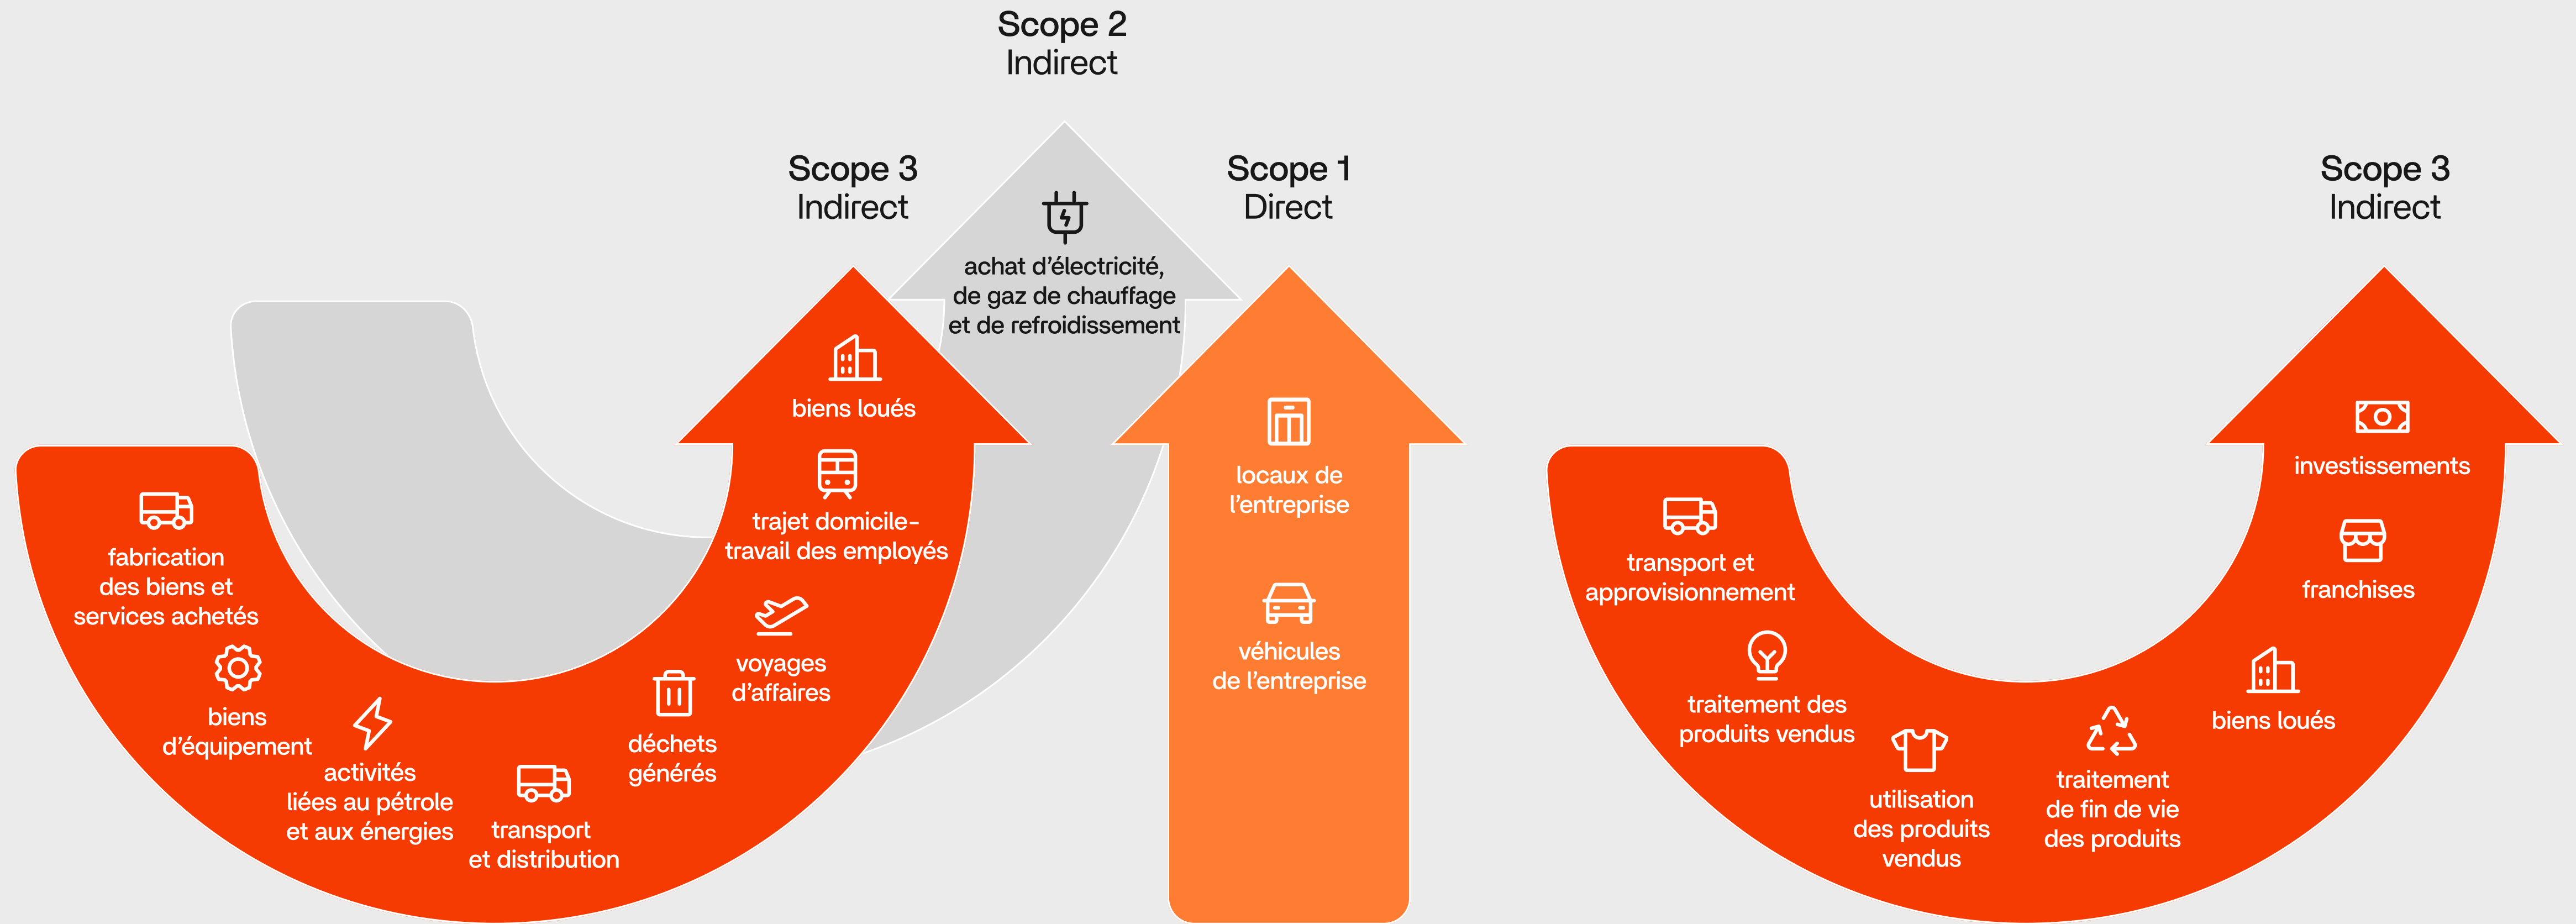 Scope 2
Indirect
achat d’électricité,
de gaz de chauffage
et de refroidissement
Scope 3
Indirect
fabrication
des biens et
services achetés
biens
d’équipement
activités
liées au pétrole
et aux énergies
transport
et distribution
déchets
générés
voyages
d’affaires
trajet domicile-
travail des employés
biens loués
Scope 1
Direct
locaux de
l’entreprise
véhicules
de l’entreprise
Scope 3
Indirect
transport et
approvisionnement
traitement des
produits vendus
utilisation
des produits
vendus
traitement
de fin de vie
des produits
biens loués
franchises
investissements